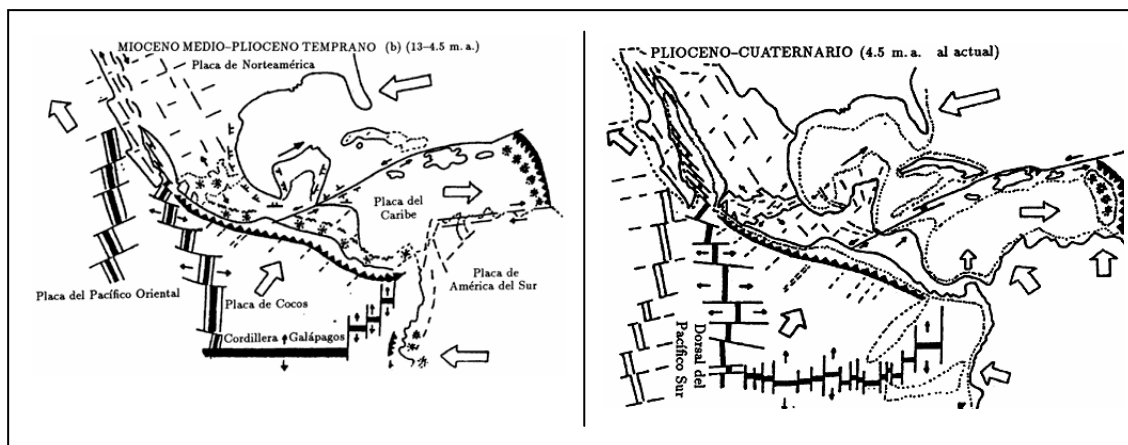 MIOCENO MEDIO–PLIOCENO TEMPRANO (b) (13–4.5 m. a.)
Placa de Norteamérica
Placa del
Caribe
Placa de
América del Sur
Placa del Pacífico Oriental
Placa de Cocos
Cordillera Galápagos
PLIOCENO–CUATERNARIO (4.5 m. a. al actual)
Dorsal del
Pacífico Sur